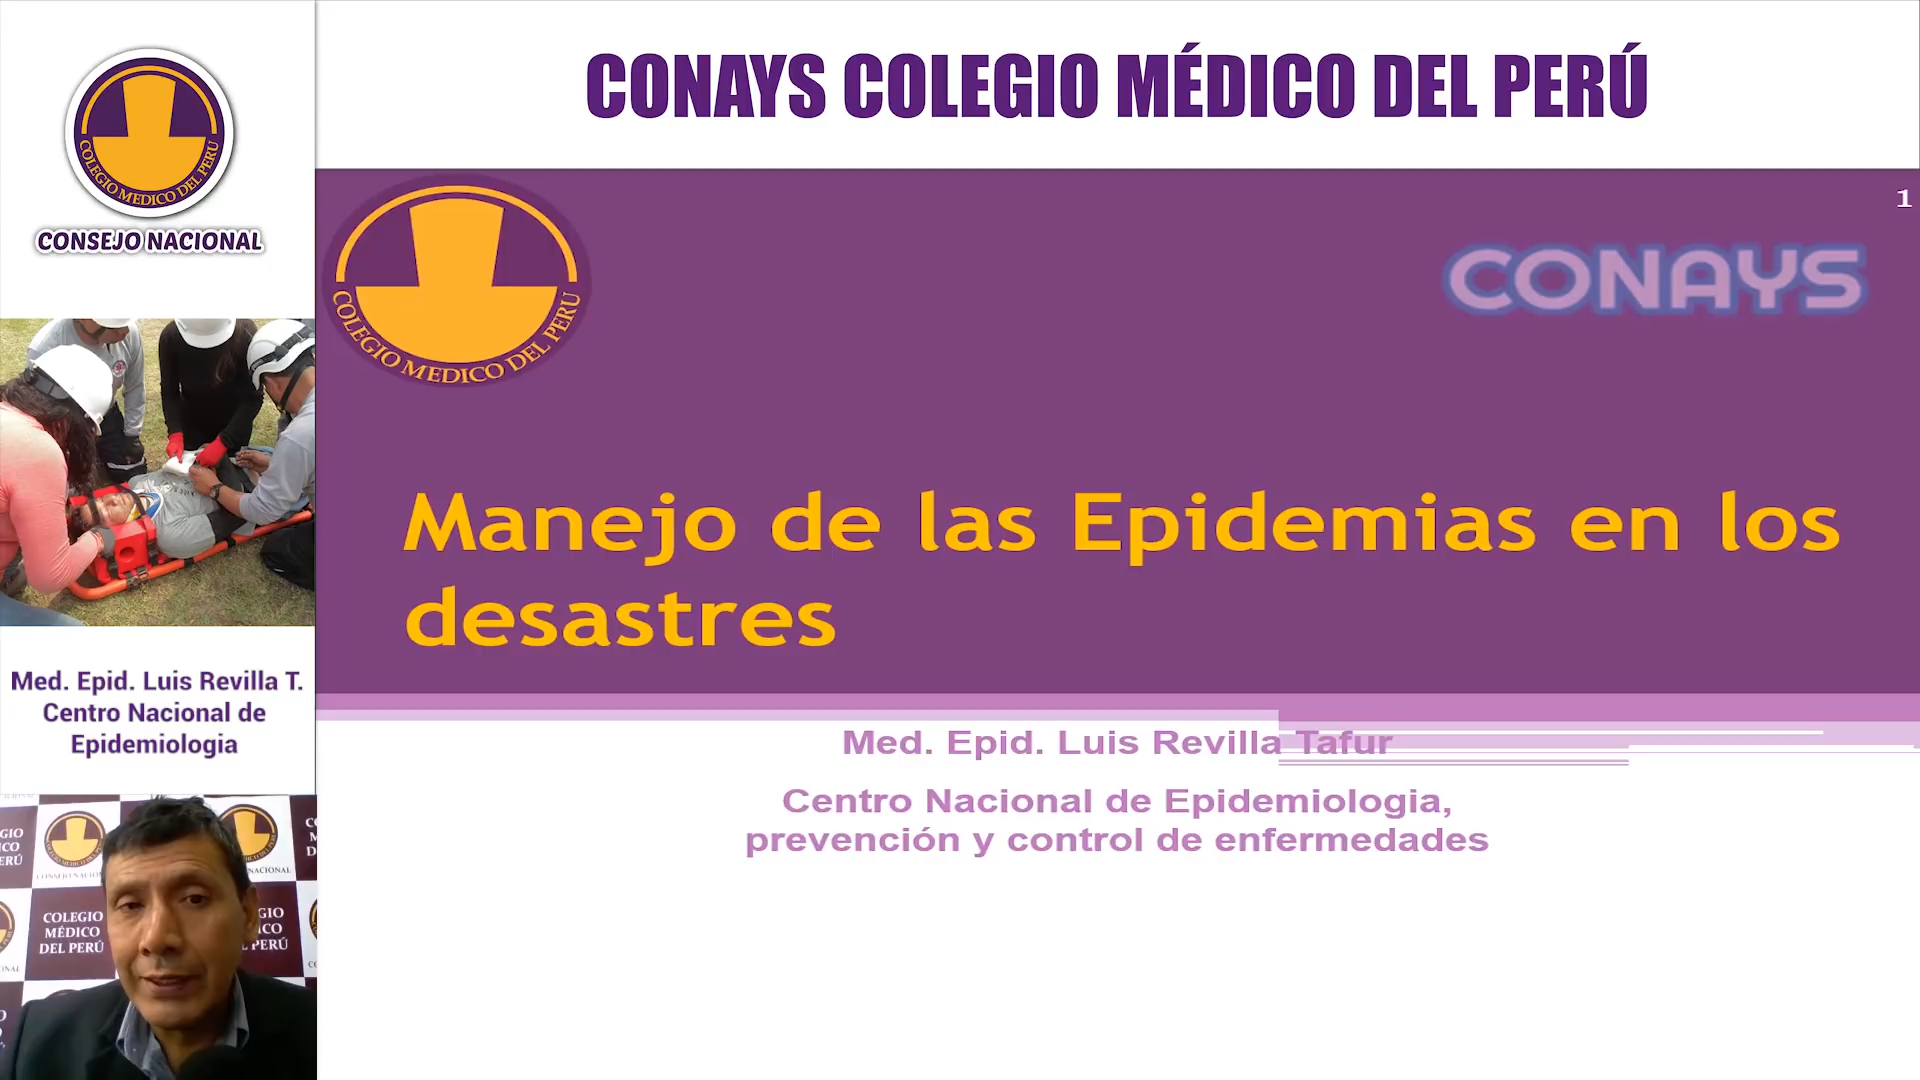 COLEGIO MEDICO DEL PERU
CONSEJO NACIONAL
CONAYS COLEGIO MÉDICO DEL PERÚ
1
COLEGIO MEDICO DEL PERU
CONAYS
Manejo de las Epidemias en los
desastres
Med. Epid. Luis Revilla T.
Centro Nacional de
Epidemiologia
Med. Epid. Luis Revilla Tafur
Centro Nacional de Epidemiologia,
prevención y control de enfermedades
COLEGIO
MÉDICO
DEL PERÚ